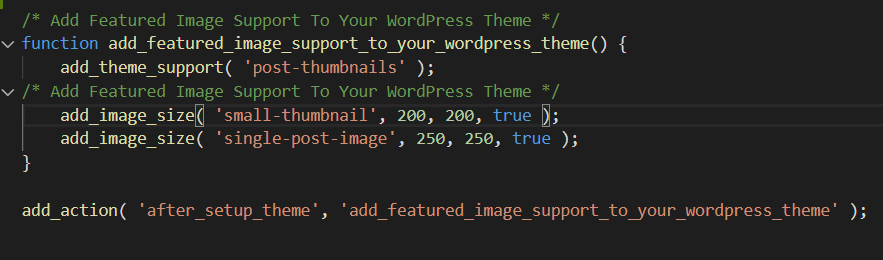 /* Add Featured Image Support To Your WordPress Theme */
function add_featured_image_support_to_your_wordpress_theme() {
    add_theme_support( 'post-thumbnails' );
/* Add Featured Image Support To Your WordPress Theme */
    add_image_size( 'small-thumbnail', 200, 200, true );
    add_image_size( 'single-post-image', 250, 250, true );
}
add_action( 'after_setup_theme', 'add_featured_image_support_to_your_wordpress_theme' );